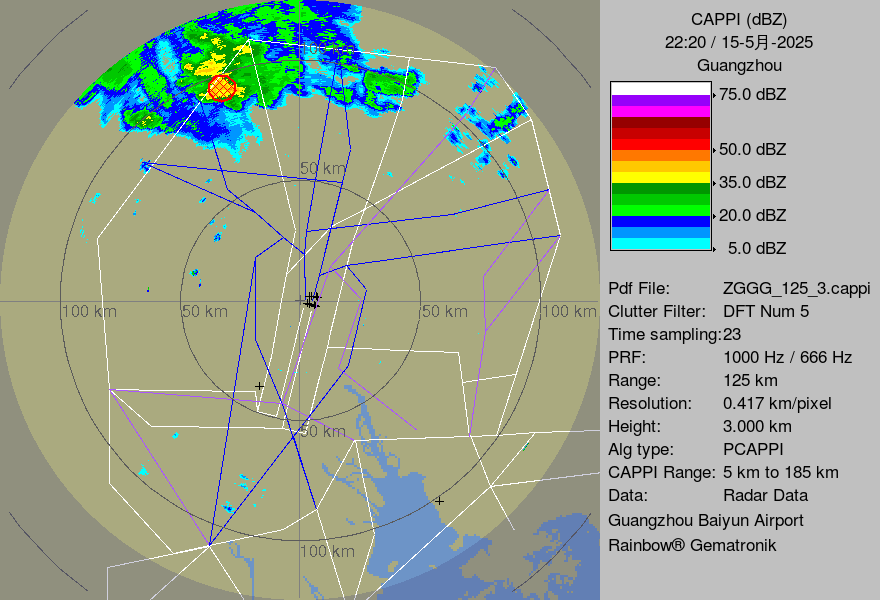 CAPPI (dBZ)
22:20 / 15-5月-2025
Guangzhou
75.0 dBZ
50.0 dBZ
35.0 dBZ
20.0 dBZ
5.0 dBZ
Pdf File: ZGGG_125_3.cappi
Clutter Filter: DFT Num 5
Time sampling:23
PRF: 1000 Hz / 666 Hz
Range: 125 km
Resolution: 0.417 km/pixel
Height: 3.000 km
Alg type: PCAPPI
CAPPI Range: 5 km to 185 km
Data: Radar Data
Guangzhou Baiyun Airport
Rainbow® Gematronik
50 km
100 km
50 km
50 km
100 km
50 km
100 km